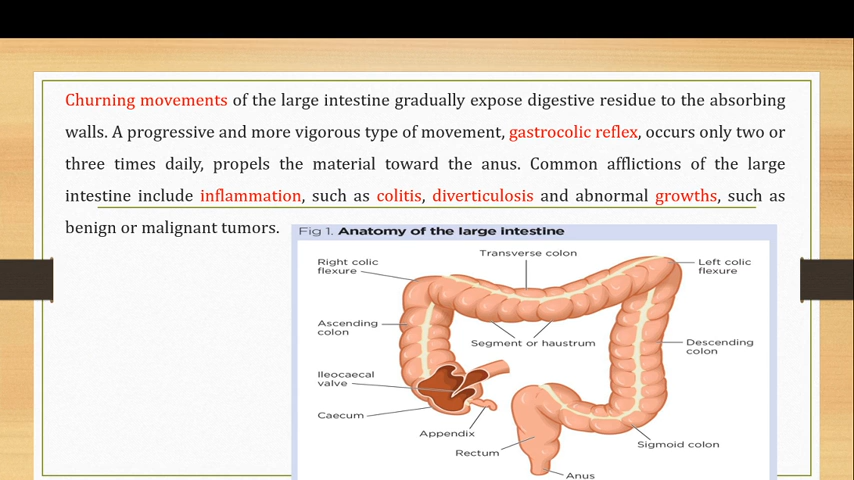 Churning movements of the large intestine gradually expose digestive residue to the absorbing
walls. A progressive and more vigorous type of movement, gastrocolic reflex, occurs only two or
three times daily, propels the material toward the anus. Common afflictions of the large
intestine include inflammation, such as colitis, diverticulosis and abnormal growths, such as
benign or malignant tumors.
Fig 1. Anatomy of the large intestine
Transverse colon
Right colic
flexure
Left colic
flexure
Ascending
colon
Segment or haustrum
Descending
colon
Ileocaecal
valve
Caecum
Appendix
Rectum
Sigmoid colon
Anus